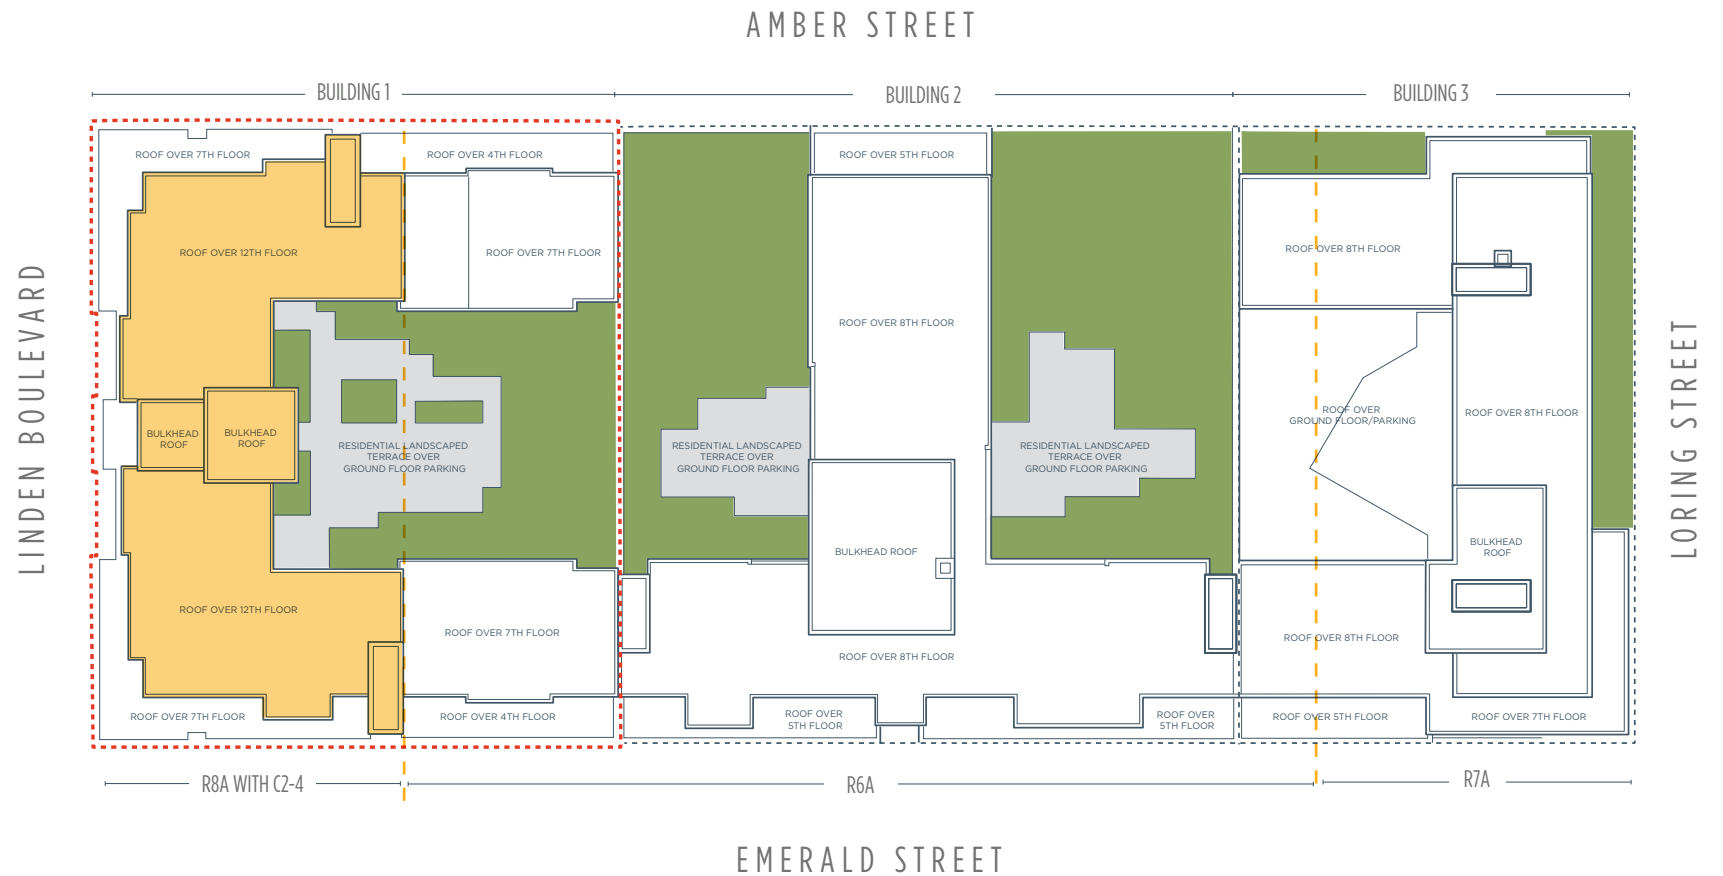 AMBER STREET
BUILDING 1
BUILDING 2
BUILDING 3
ROOF OVER 7TH FLOOR
ROOF OVER 4TH FLOOR
ROOF OVER 5TH FLOOR
ROOF OVER 12TH FLOOR
ROOF OVER 7TH FLOOR
ROOF OVER 8TH FLOOR
ROOF OVER 8TH FLOOR
LINDEN BOULEVARD
LORING STREET
BULKHEAD
ROOF
BULKHEAD
ROOF
RESIDENTIAL LANDSCAPED
TERRACE OVER
GROUND FLOOR PARKING
RESIDENTIAL LANDSCAPED
TERRACE OVER
GROUND FLOOR PARKING
RESIDENTIAL LANDSCAPED
TERRACE OVER
GROUND FLOOR PARKING
ROOF OVER
GROUND FLOOR/PARKING
ROOF OVER 8TH FLOOR
BULKHEAD ROOF
BULKHEAD
ROOF
ROOF OVER 12TH FLOOR
ROOF OVER 7TH FLOOR
ROOF OVER 8TH FLOOR
ROOF OVER 8TH FLOOR
ROOF OVER 7TH FLOOR
ROOF OVER 4TH FLOOR
ROOF OVER
5TH FLOOR
ROOF OVER
5TH FLOOR
ROOF OVER 5TH FLOOR
ROOF OVER 7TH FLOOR
R8A WITH C2-4
R6A
R7A
EMERALD STREET